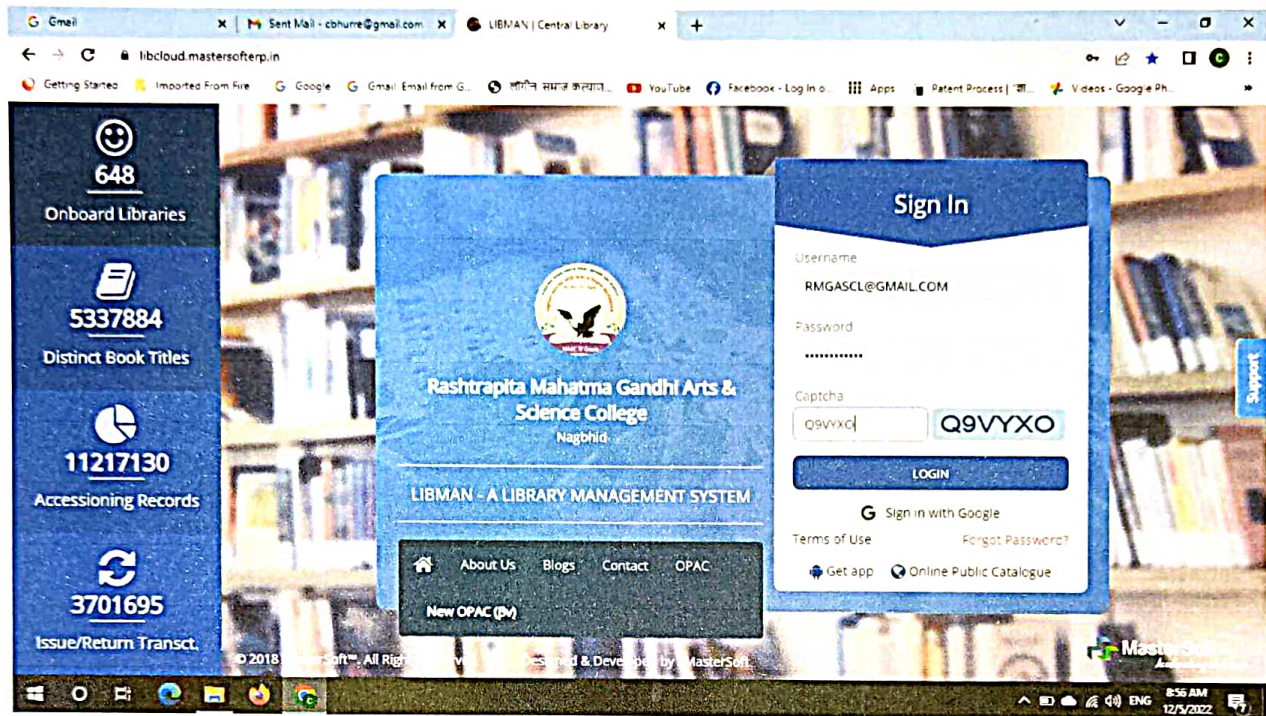 Gmail
Sent Mail - cbhurre@gmail.com
LIBMAN | Central Library
libcloud.mastersofterp.in
C
Getting Started
Imported From Fire
Google
Gmail Email from G...
YouTube
Facebook - Log In o...
Apps
Patent Process |
Videos - Google Ph...
648
Onboard Libraries
5337884
Distinct Book Titles
11217130
Accessioning Records
3701695
Issue/Return Transct.
Rashtrapita Mahatma Gandhi Arts &
Science College
Nagbhid
LIBMAN - A LIBRARY MANAGEMENT SYSTEM
About Us
Blogs
Contact
OPAC
New OPAC (Bv)
Sign In
Username
RMGASCL@GMAIL.COM
Password
••••••••••••
Captcha
Q9VYXO
Q9VYXO
LOGIN
G Sign in with Google
Terms of Use
Forgot Password?
Get app
Online Public Catalogue
Support
© 2018
All
Designed & Developed by MasterSoft
MasterSoft
ENG
8:56 AM
12/5/2022